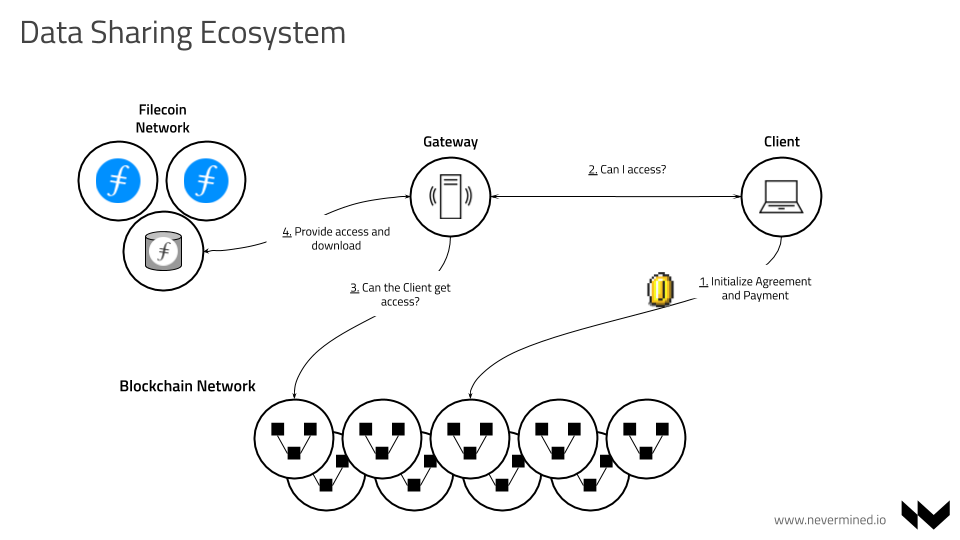 Data Sharing Ecosystem
Filecoin
Network
Gateway
Client
2. Can I access?
4. Provide access and
download
3. Can the Client get
access?
1. Initialize Agreement
and Payment
Blockchain Network
www.nevermined.io